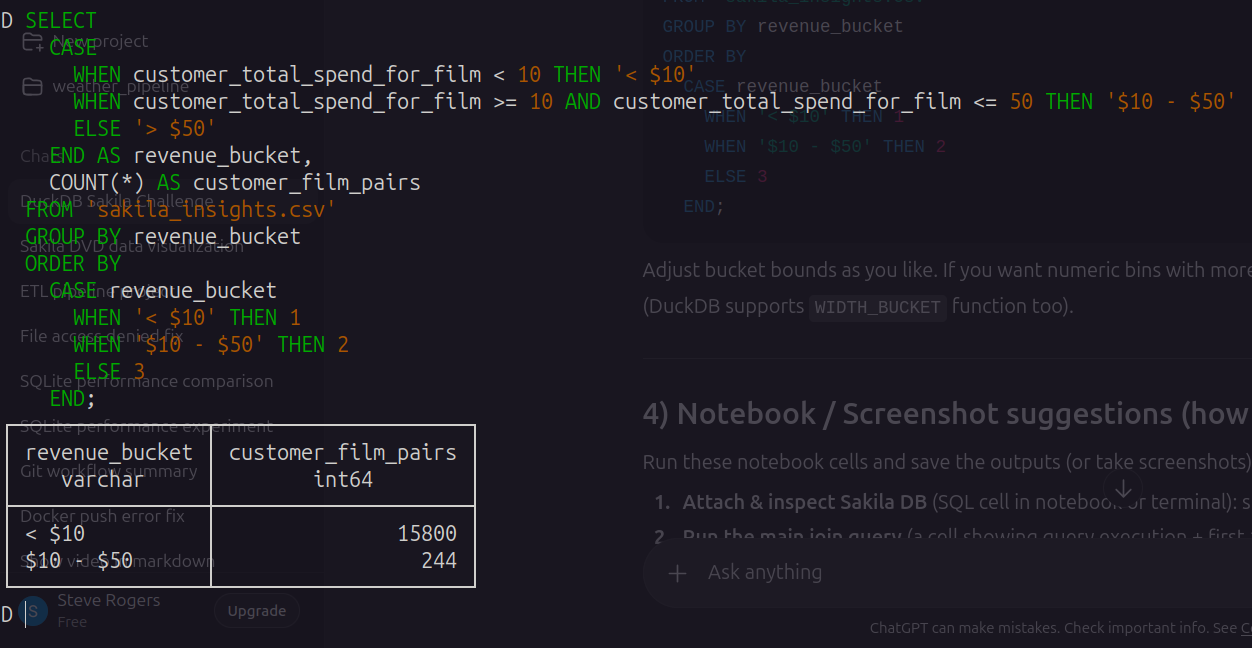 D SELECT
CASE
WHEN customer_total_spend_for_film < 10 THEN '< $10'
WHEN customer_total_spend_for_film >= 10 AND customer_total_spend_for_film <= 50 THEN '$10 - $50'
ELSE '> $50'
END AS revenue_bucket,
COUNT(*) AS customer_film_pairs
FROM 'sakila_insights.csv'
GROUP BY revenue_bucket
ORDER BY
CASE revenue_bucket
WHEN '< $10' THEN 1
WHEN '$10 - $50' THEN 2
ELSE 3
END;
revenue_bucket customer_film_pairs
varchar int64
< $10 15800
$10 - $50 244
D
New project
weather_pipeline
Chats
DuckDB Sakila Challenge
Sakila DVD data visualization
ETL pipeline project
File access denied fix
SQLite performance comparison
SQLite performance experiment
Git workflow summary
Docker push error fix
Show video in markdown
S
Steve Rogers
Free
Upgrade
GROUP BY revenue_bucket
ORDER BY
CASE revenue_bucket
WHEN '< $10' THEN 1
WHEN '$10 - $50' THEN 2
ELSE 3
END;
Adjust bucket bounds as you like. If you want numeric bins with more
(DuckDB supports WIDTH_BUCKET function too).
4) Notebook / Screenshot suggestions (how
Run these notebook cells and save the outputs (or take screenshots)
1. Attach & inspect Sakila DB (SQL cell in notebook or terminal): s
2 Run the main join query (a cell showing query execution + first
Ask anything
ChatGPT can make mistakes. Check important info. See